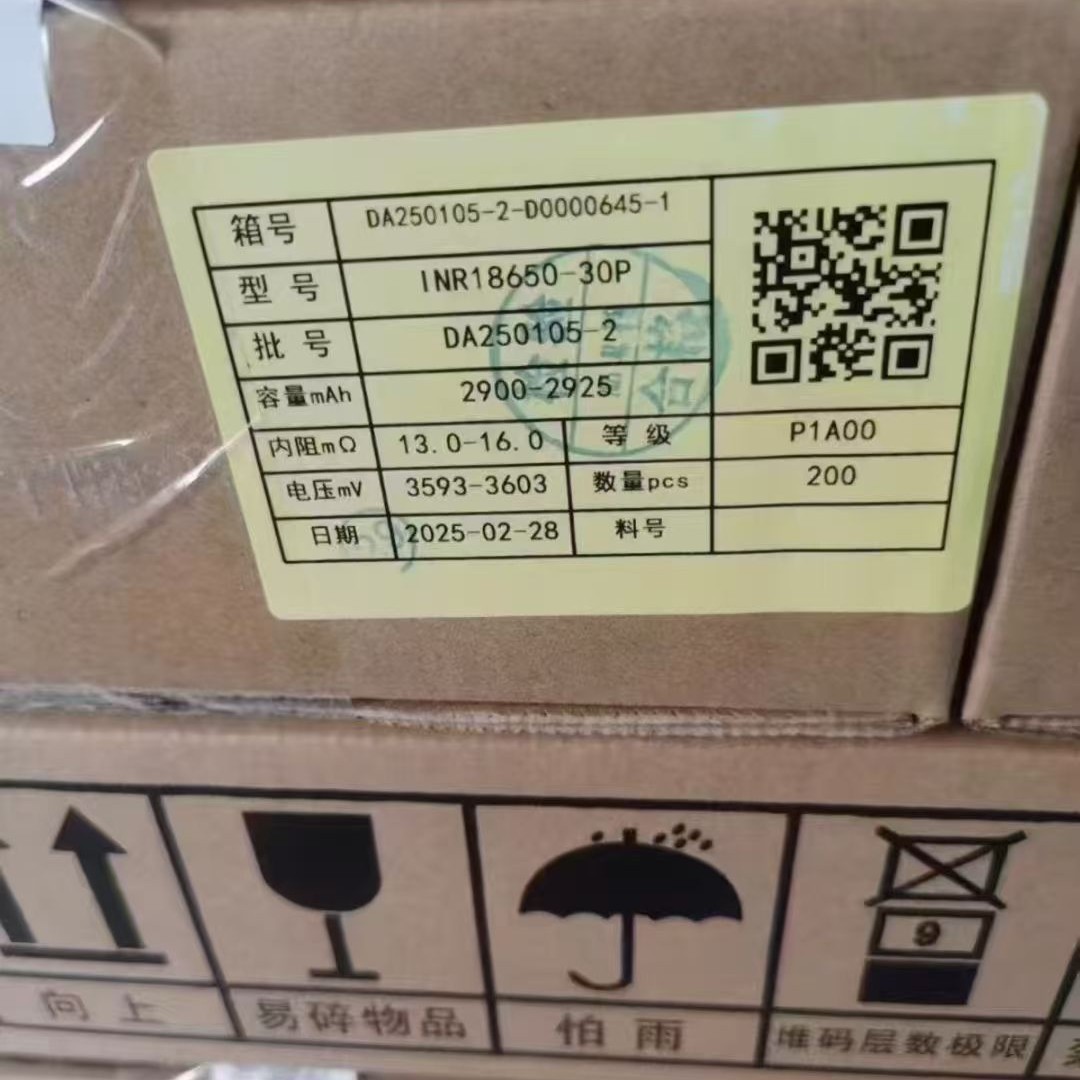 箱号 DA250105-2-D0000645-1
型号 INR18650-30P
批号 DA250105-2
容量mAh 2900-2925
内阻mΩ 13.0-16.0 等级 P1A00
电压mV 3593-3603 数量pcs 200
日期 2025-02-28 料号
合格
9
向上 易碎物品 怕雨 堆码层数极限